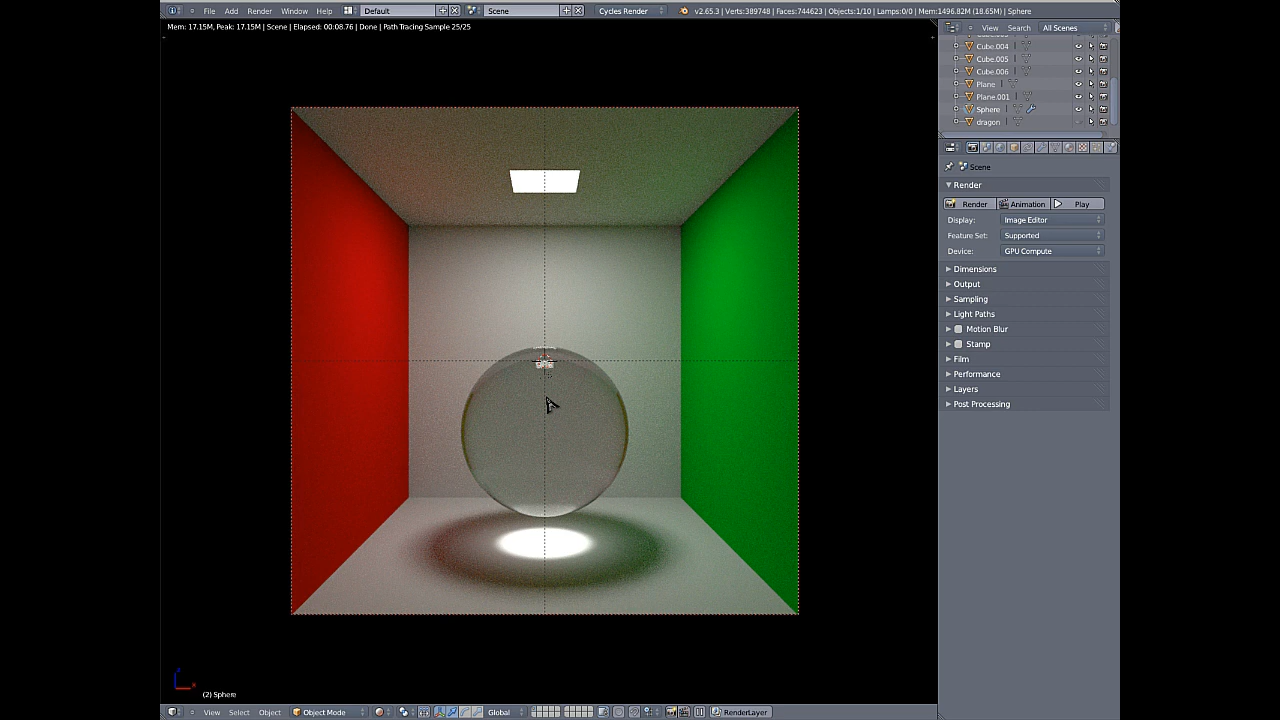 File Add Render Window Help Default Scene Cycles Render v2.65.3 | Verts:389748 | Faces:744623 | Objects:1/10 | Lamps:0/0 | Mem:1496.82M (18.65M) | Sphere
Mem: 17.15M, Peak: 17.15M | Scene | Elapsed: 00:08.76 | Done | Path Tracing Sample 25/25
View Search All Scenes
Cube.004
Cube.005
Cube.006
Plane
Plane.001
Sphere
dragon
Scene
Render
Render Animation Play
Display: Image Editor
Feature Set: Supported
Device: GPU Compute
Dimensions
Output
Sampling
Light Paths
Motion Blur
Stamp
Film
Performance
Layers
Post Processing
(2) Sphere
View Select Object Object Mode Global RenderLayer